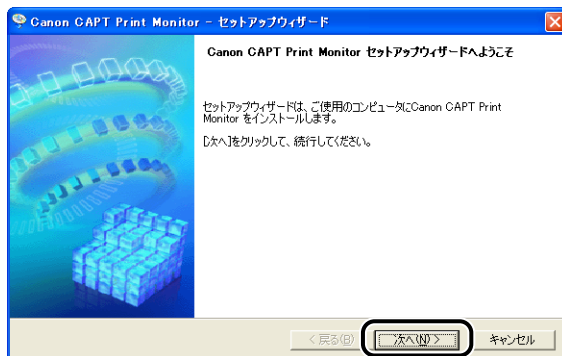 Canon CAPT Print Monitor - セットアップウィザード
Canon CAPT Print Monitor セットアップウィザードへようこそ
セットアップウィザードは、ご使用のコンピュータにCanon CAPT Print
Monitor をインストールします。
[次へ]をクリックして、続行してください。
< 戻る(B)
次へ(N) >
キャンセル